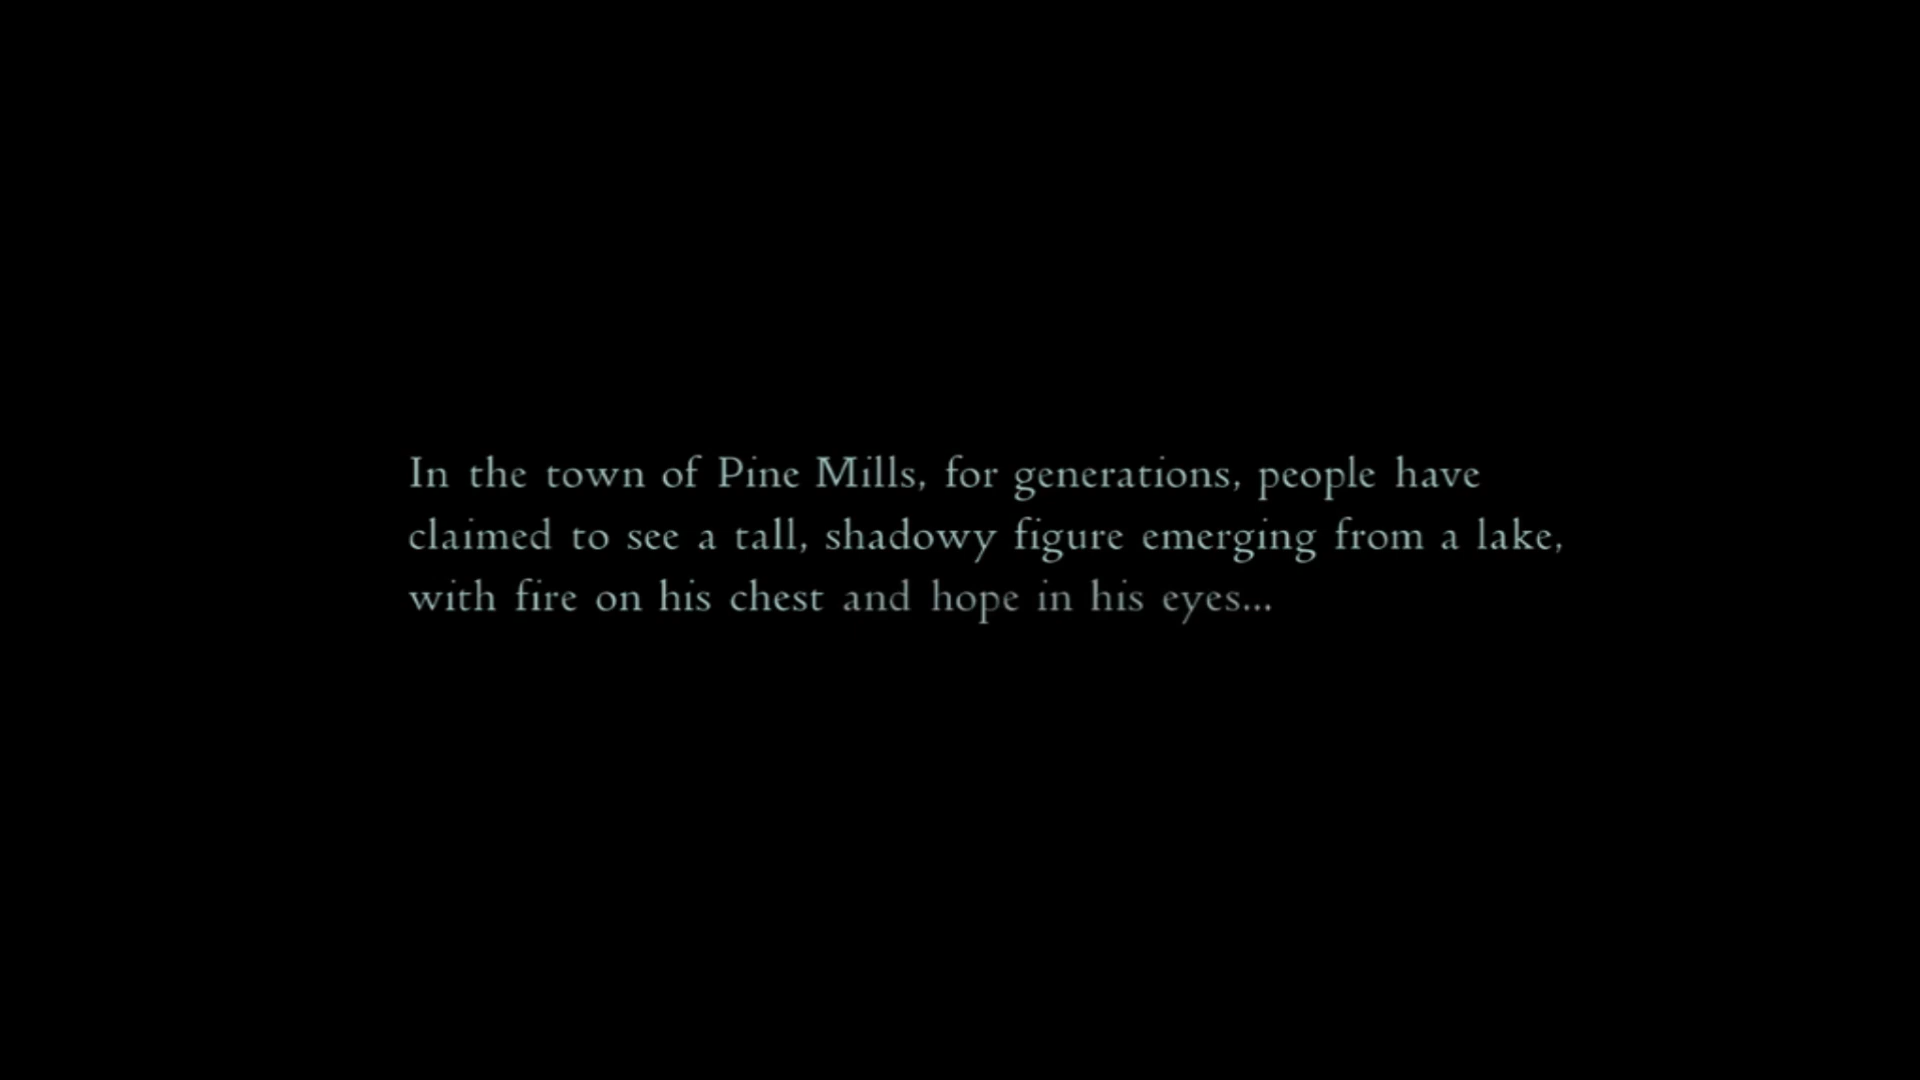 In the town of Pine Mills, for generations, people have
claimed to see a tall, shadowy figure emerging from a lake,
with fire on his chest and hope in his eyes...